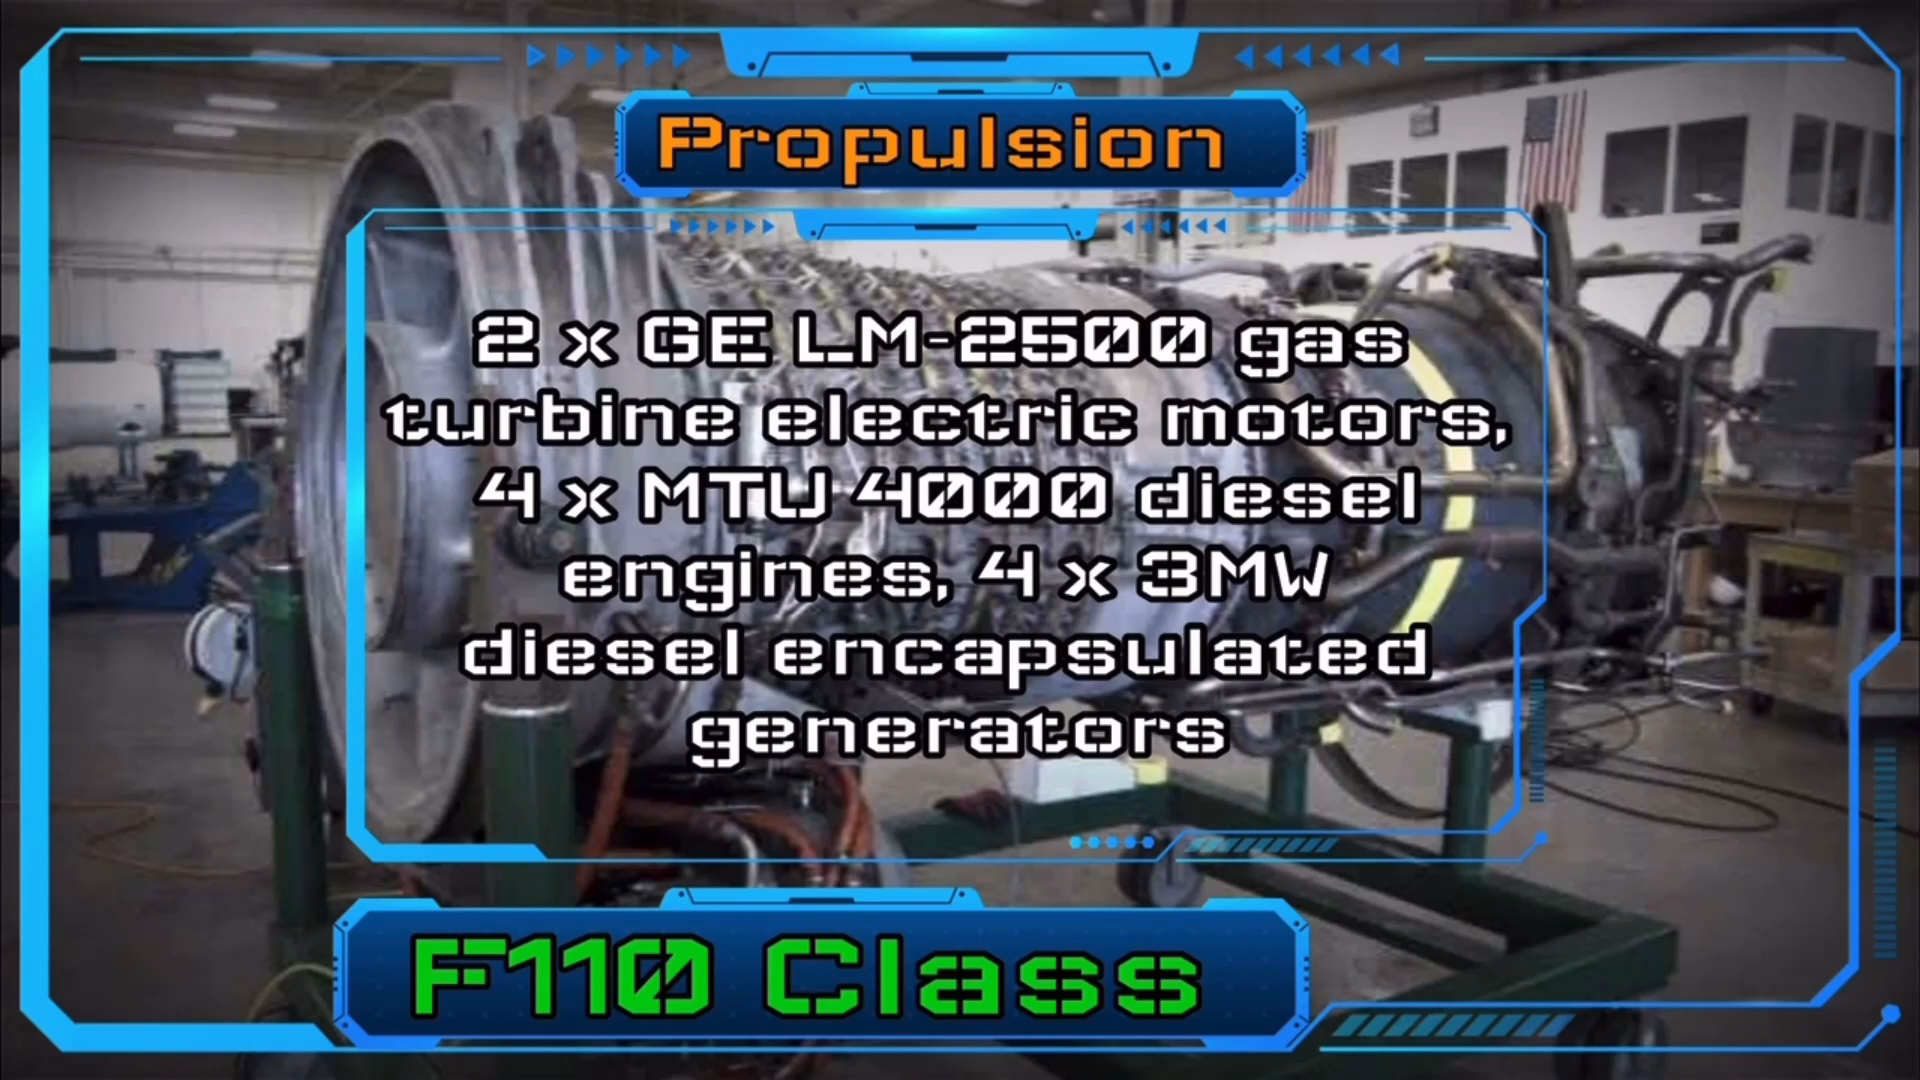 Propulsion
2 x GE LM-2500 gas
turbine electric motors,
4 x MTU 4000 diesel
engines, 4 x 3MW
diesel encapsulated
generators
F110 Class